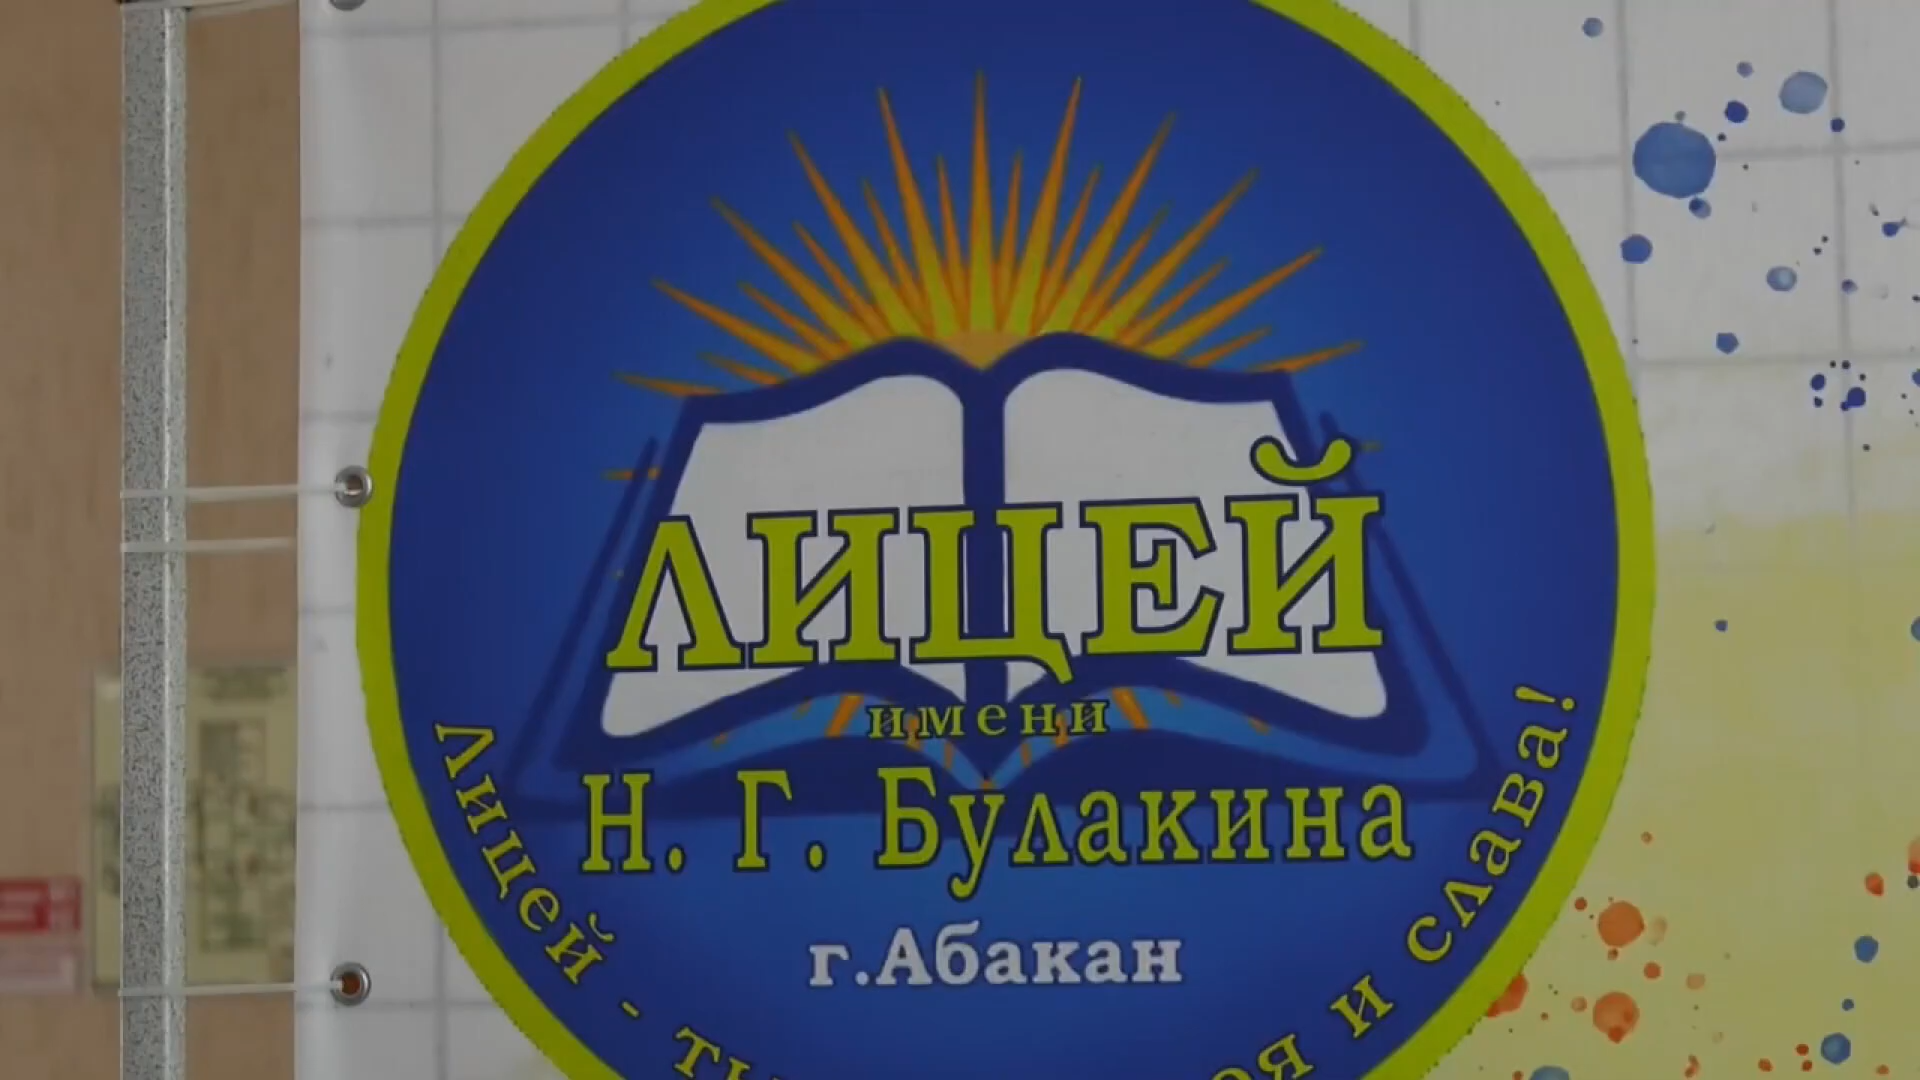 ЛИЦЕЙ
имени
Н. Г. Булакина
г.Абакан
Лицей - и слава!